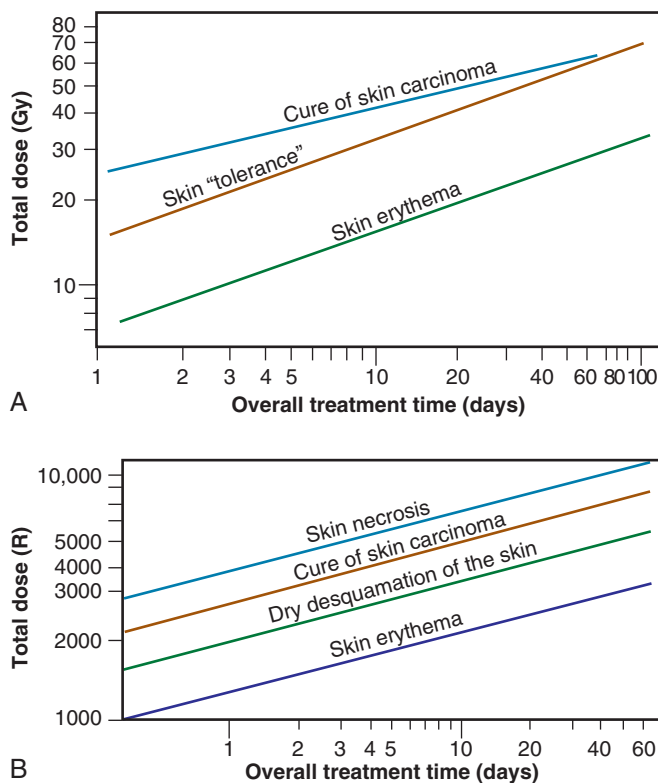 80
70
60
50
40
30
20
10
Total dose (Gy)
Cure of skin carcinoma
Skin “tolerance”
Skin erythema
1 2 3 4 5 10 20 40 60 80 100
Overall treatment time (days)
A
10,000
5000
4000
3000
2000
1000
Total dose (R)
Skin necrosis
Cure of skin carcinoma
Dry desquamation of the skin
Skin erythema
1 2 3 4 5 10 20 40 60
Overall treatment time (days)
B